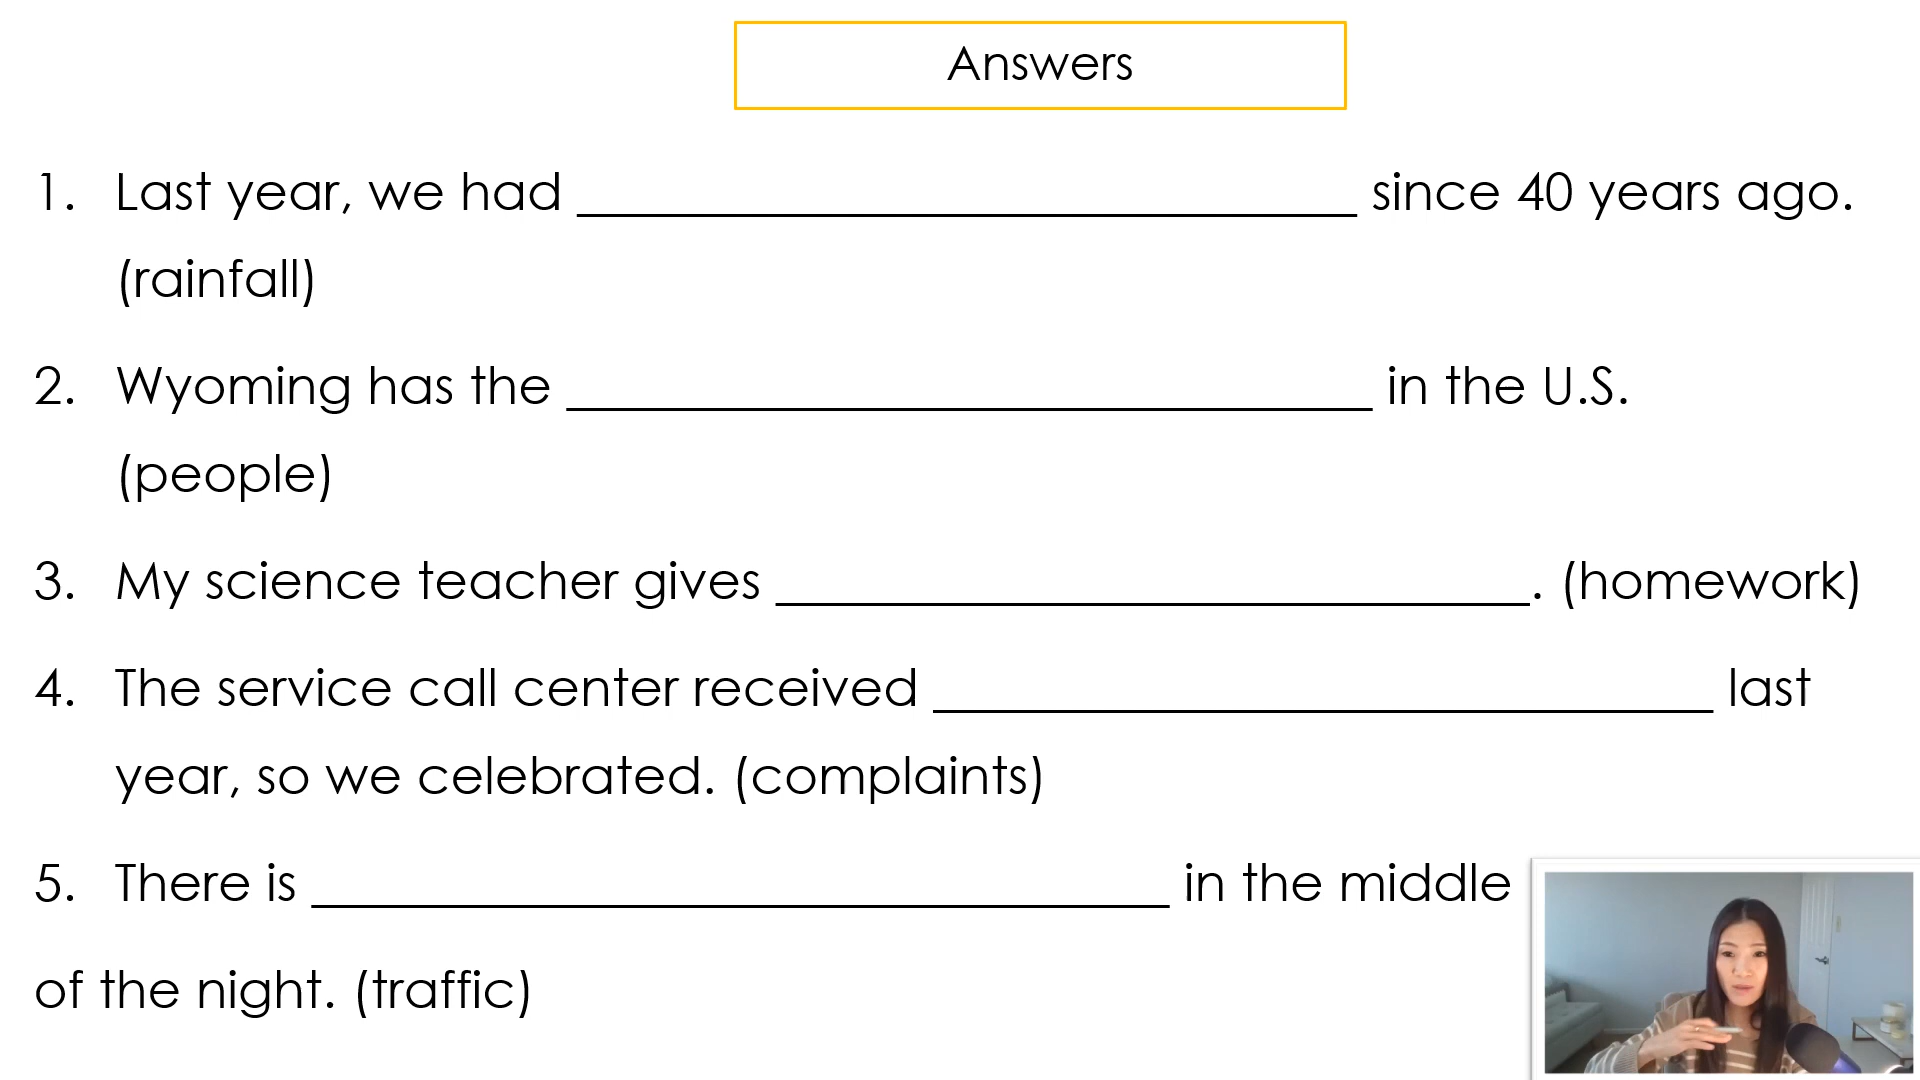 Answers
1. Last year, we had ______________________________ since 40 years ago.
(rainfall)
2. Wyoming has the _______________________________ in the U.S.
(people)
3. My science teacher gives _____________________________. (homework)
4. The service call center received ______________________________ last
year, so we celebrated. (complaints)
5. There is _________________________________ in the middle
of the night. (traffic)